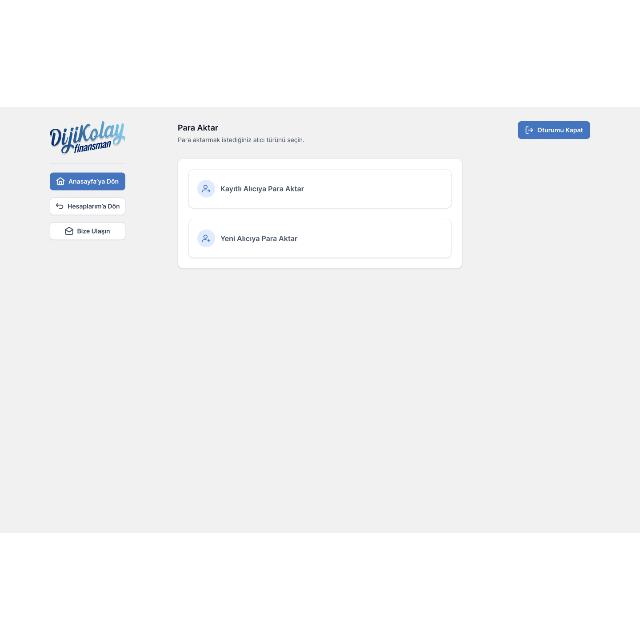 DijiKolay
finansman
Anasayfa'ya Dön
Hesaplarım'a Dön
Bize Ulaşın
Para Aktar
Para aktarmak istediğiniz alıcı türünü seçin.
Kayıtlı Alıcıya Para Aktar
Yeni Alıcıya Para Aktar
Oturumu Kapat